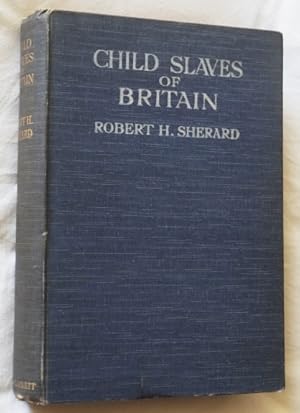 CHILD SLAVES
OF
BRITAIN
ROBERT H. SHERARD